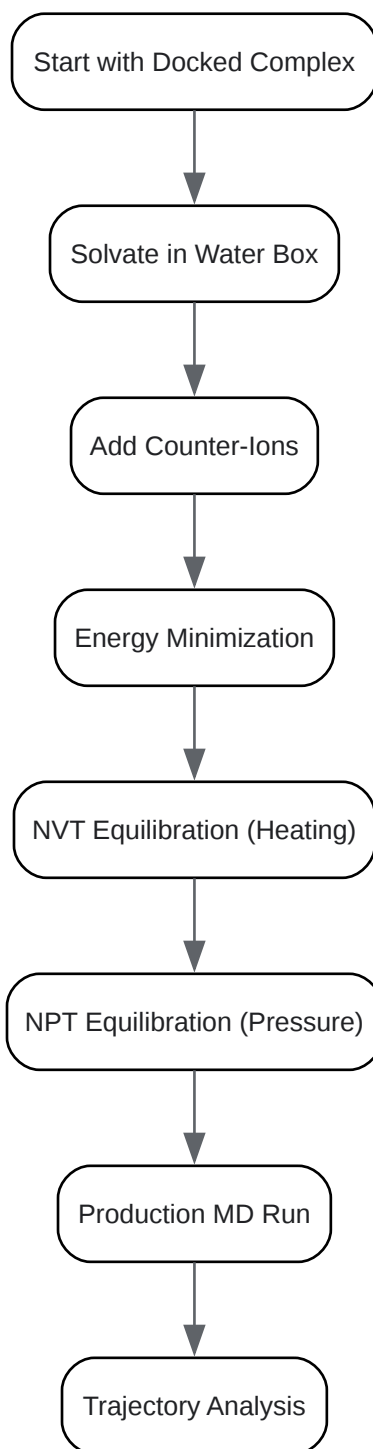 Start with Docked Complex
Solvate in Water Box
Add Counter-Ions
Energy Minimization
NVT Equilibration (Heating)
NPT Equilibration (Pressure)
Production MD Run
Trajectory Analysis